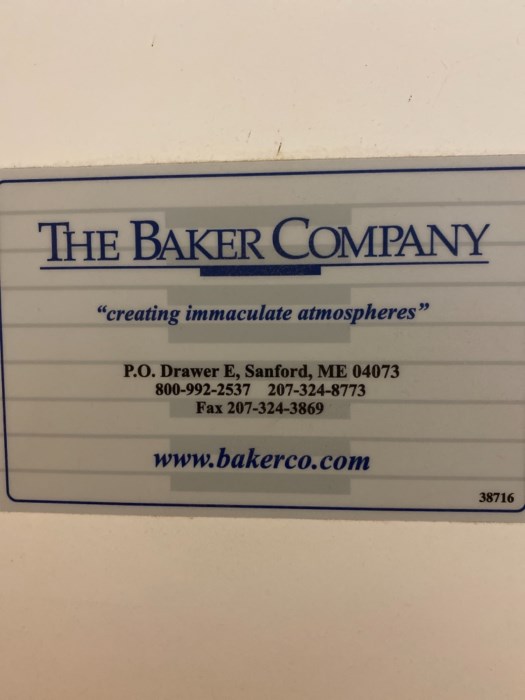 THE BAKER COMPANY
“creating immaculate atmospheres”
P.O. Drawer E, Sanford, ME 04073
800-992-2537 207-324-8773
Fax 207-324-3869
www.bakerco.com
38716